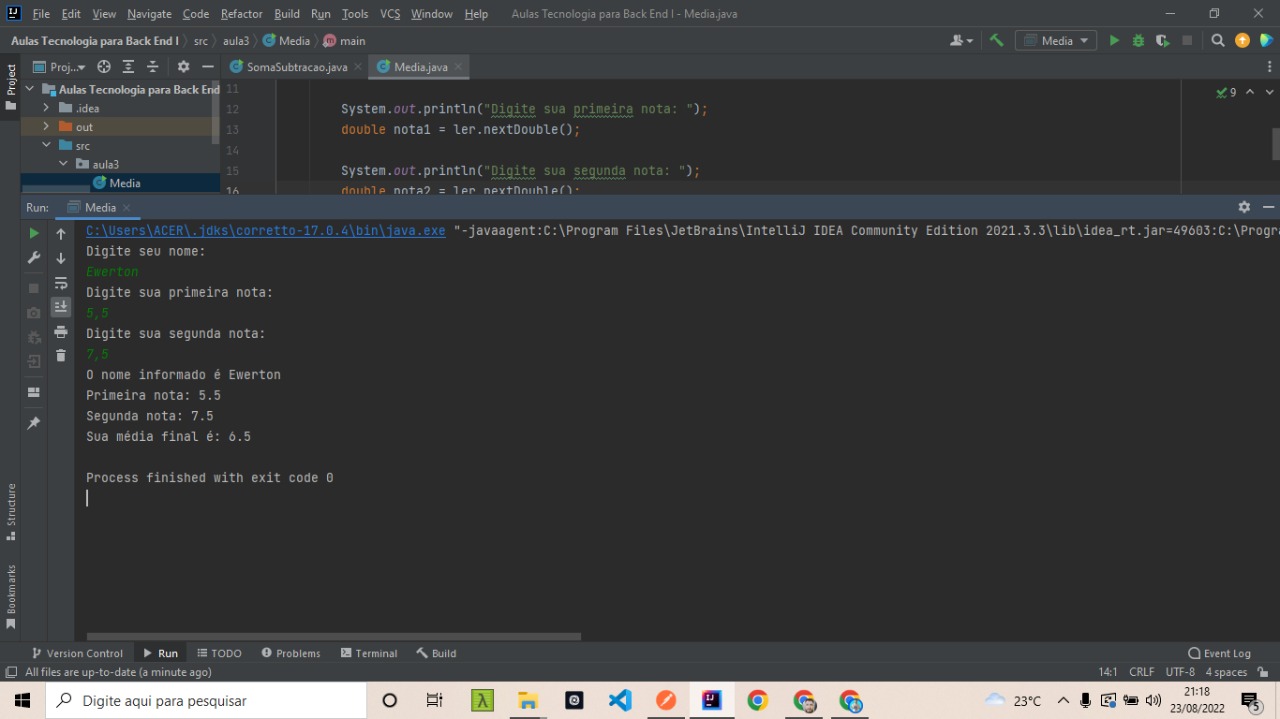 File Edit View Navigate Code Refactor Build Run Tools VCS Window Help Aulas Tecnologia para Back End I - Media.java
Aulas Tecnologia para Back End I src aula3 Media main Media
Project
Proj... SomaSubtracao.java Media.java
Aulas Tecnologia para Back End
.idea
out
src
aula3
Media
11
12 System.out.println("Digite sua primeira nota: ");
13 double nota1 = ler.nextDouble();
14
15 System.out.println("Digite sua segunda nota: ");
16 double nota2 = ler.nextDouble();
9
Run: Media
C:\Users\ACER\.jdks\corretto-17.0.4\bin\java.exe "-javaagent:C:\Program Files\JetBrains\IntelliJ IDEA Community Edition 2021.3.3\lib\idea_rt.jar=49603:C:\Progra
Digite seu nome:
Ewerton
Digite sua primeira nota:
5,5
Digite sua segunda nota:
7,5
O nome informado é Ewerton
Primeira nota: 5.5
Segunda nota: 7.5
Sua média final é: 6.5
Process finished with exit code 0
Structure
Bookmarks
Version Control Run TODO Problems Terminal Build Event Log
All files are up-to-date (a minute ago) 14:1 CRLF UTF-8 4 spaces
Digite aqui para pesquisar 23°C 21:18
23/08/2022 5